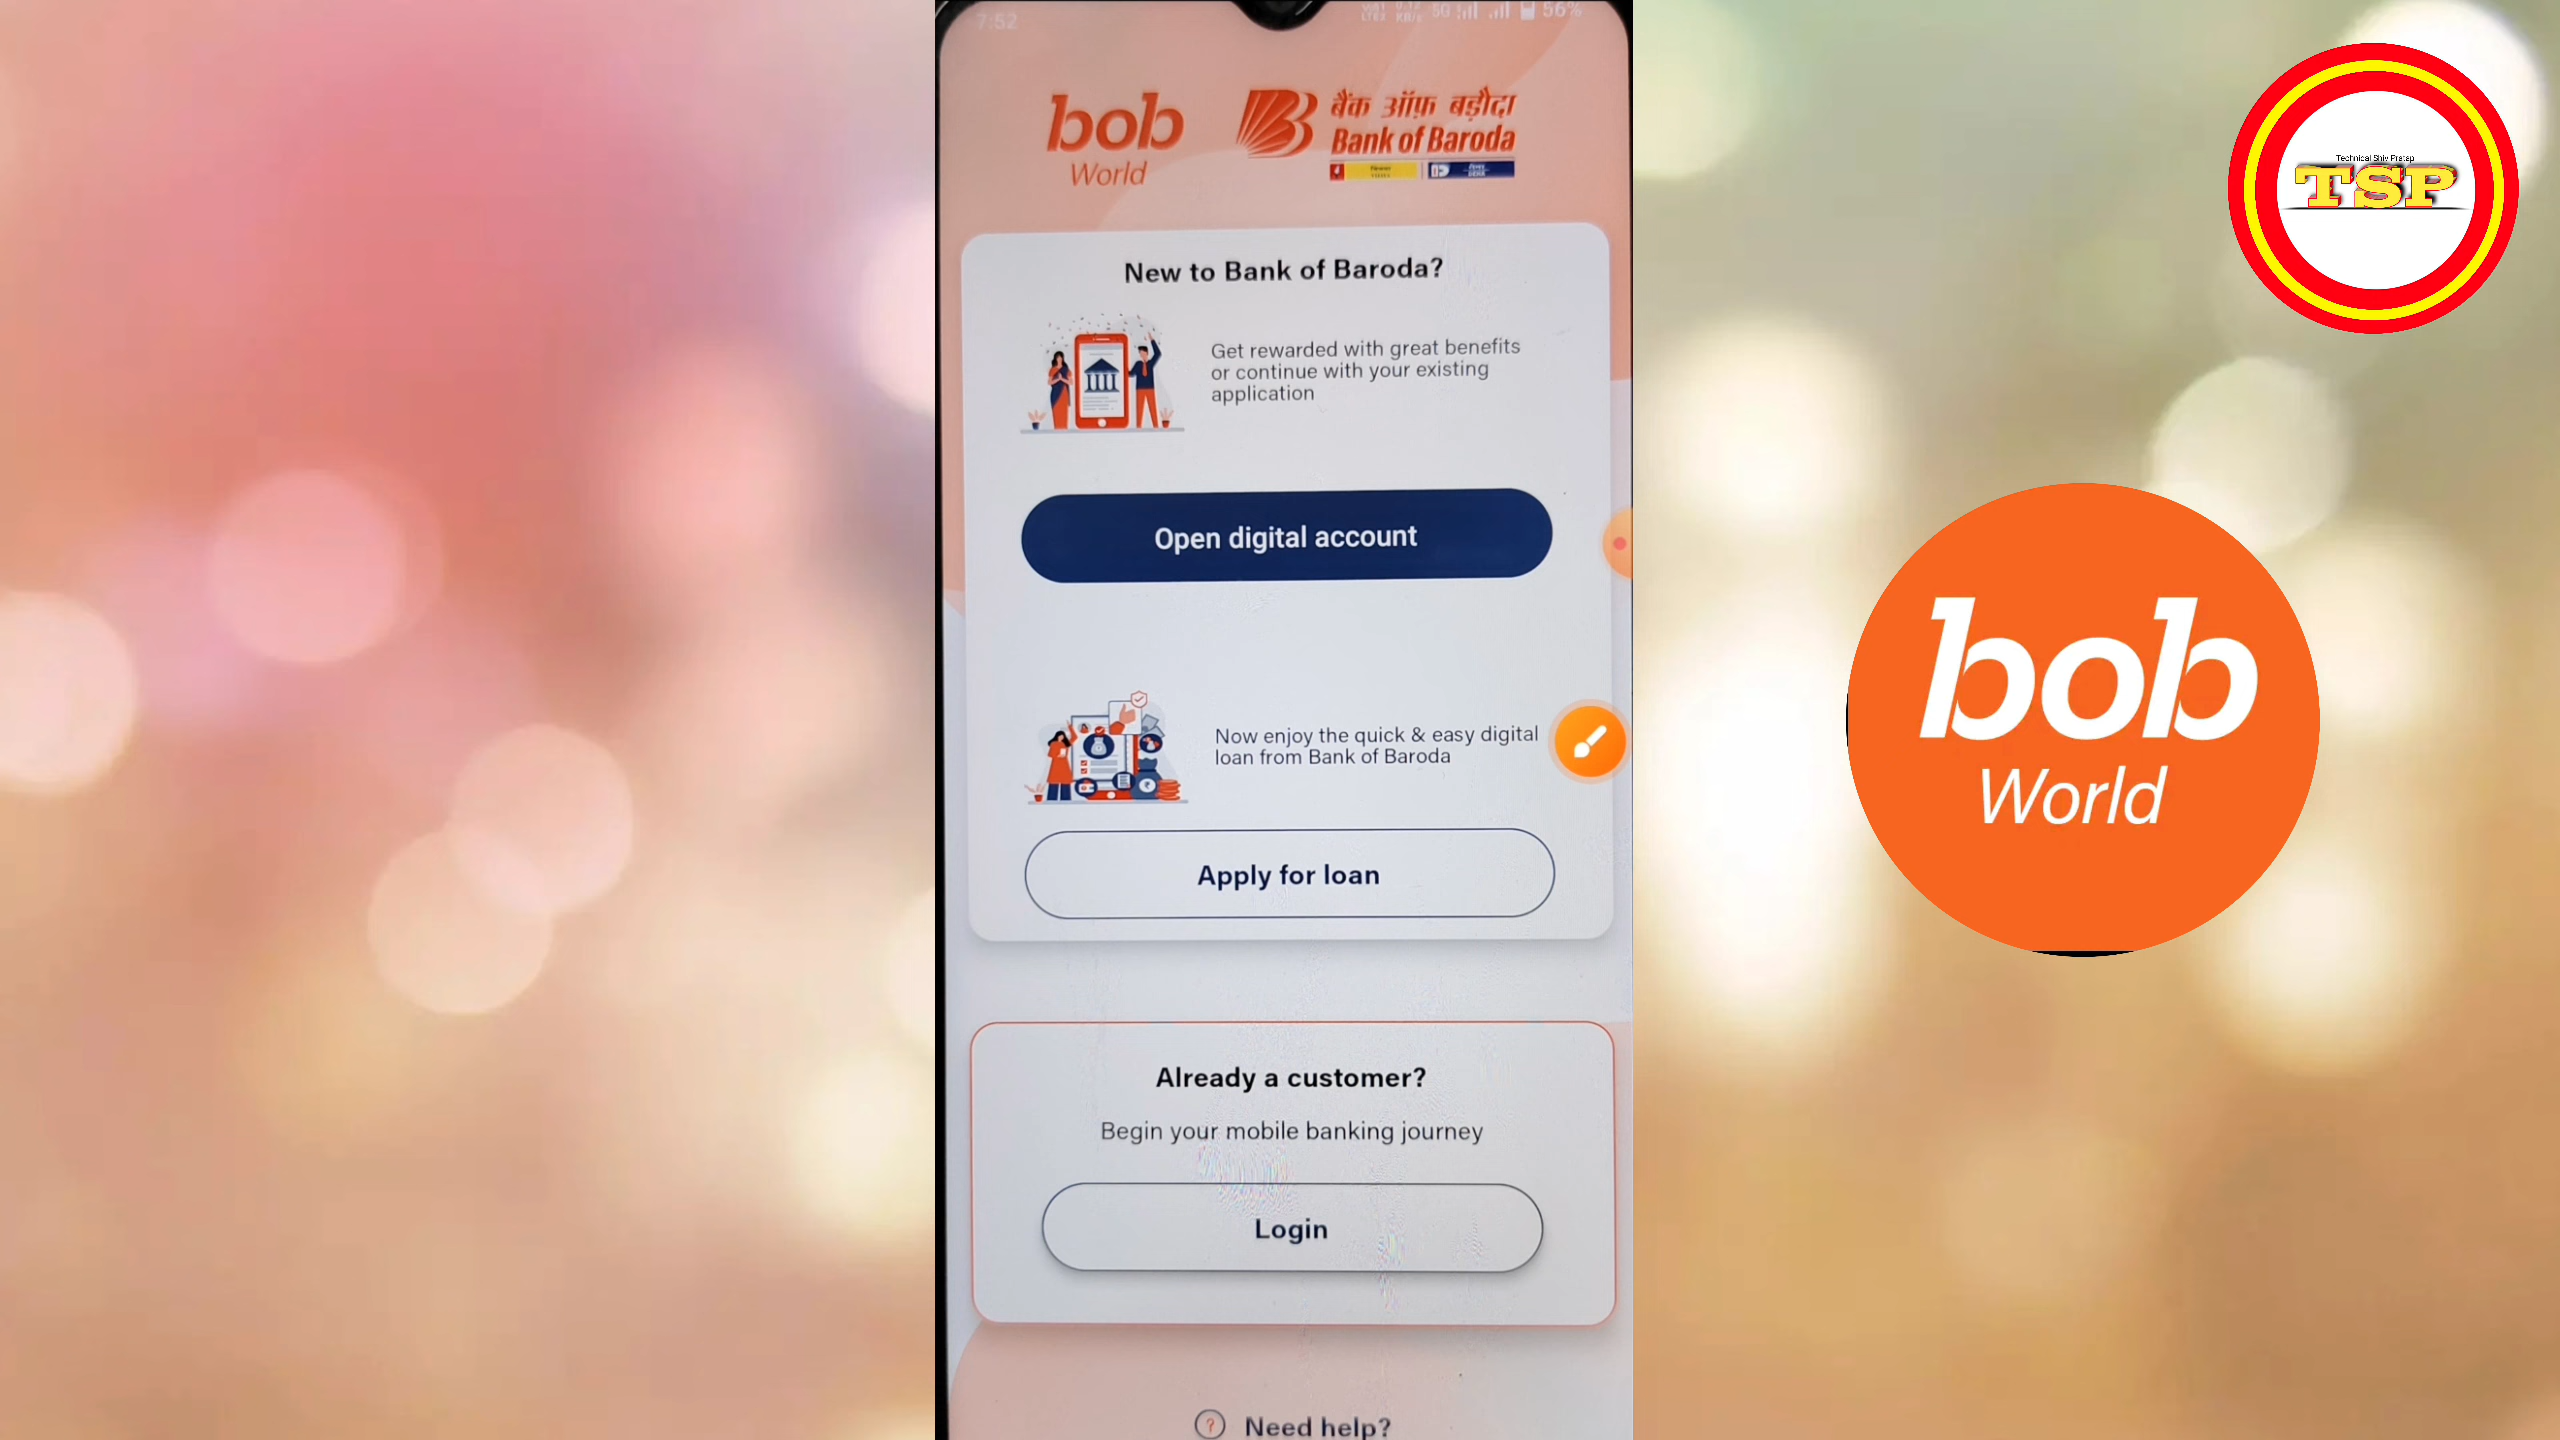 7:52
5G
56%
bob
World
बैंक ऑफ़ बड़ौदा
Bank of Baroda
New to Bank of Baroda?
Get rewarded with great benefits
or continue with your existing
application
Open digital account
Now enjoy the quick & easy digital
loan from Bank of Baroda
Apply for loan
Already a customer?
Begin your mobile banking journey
Login
Need help?
Technical Shiv Pratap
TSP
bob
World